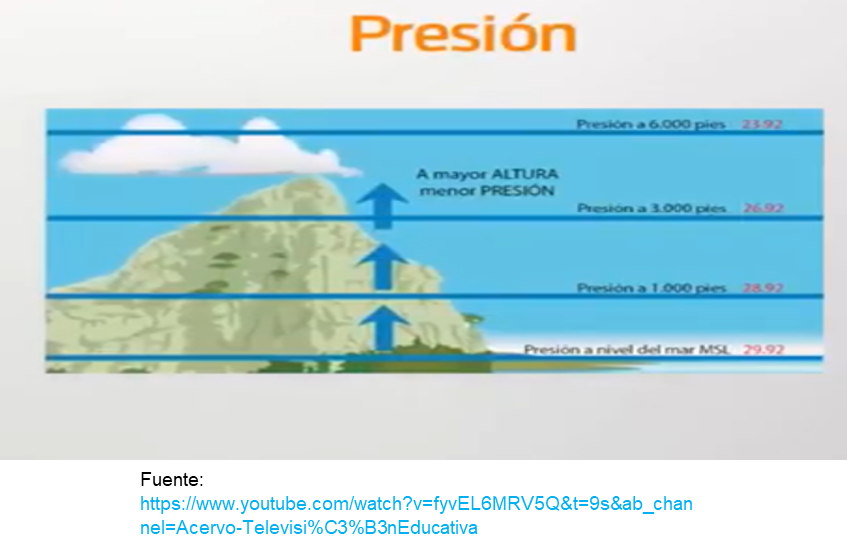 Presión
Presión a 6.000 pies 23.92
A mayor ALTURA
menor PRESIÓN
Presión a 3.000 pies 26.92
Presión a 1.000 pies 28.92
Presión a nivel del mar MSL 29.92
Fuente:
https://www.youtube.com/watch?v=fyvEL6MRV5Q&t=9s&ab_chan
nel=Acervo-Televisi%C3%B3nEducativa